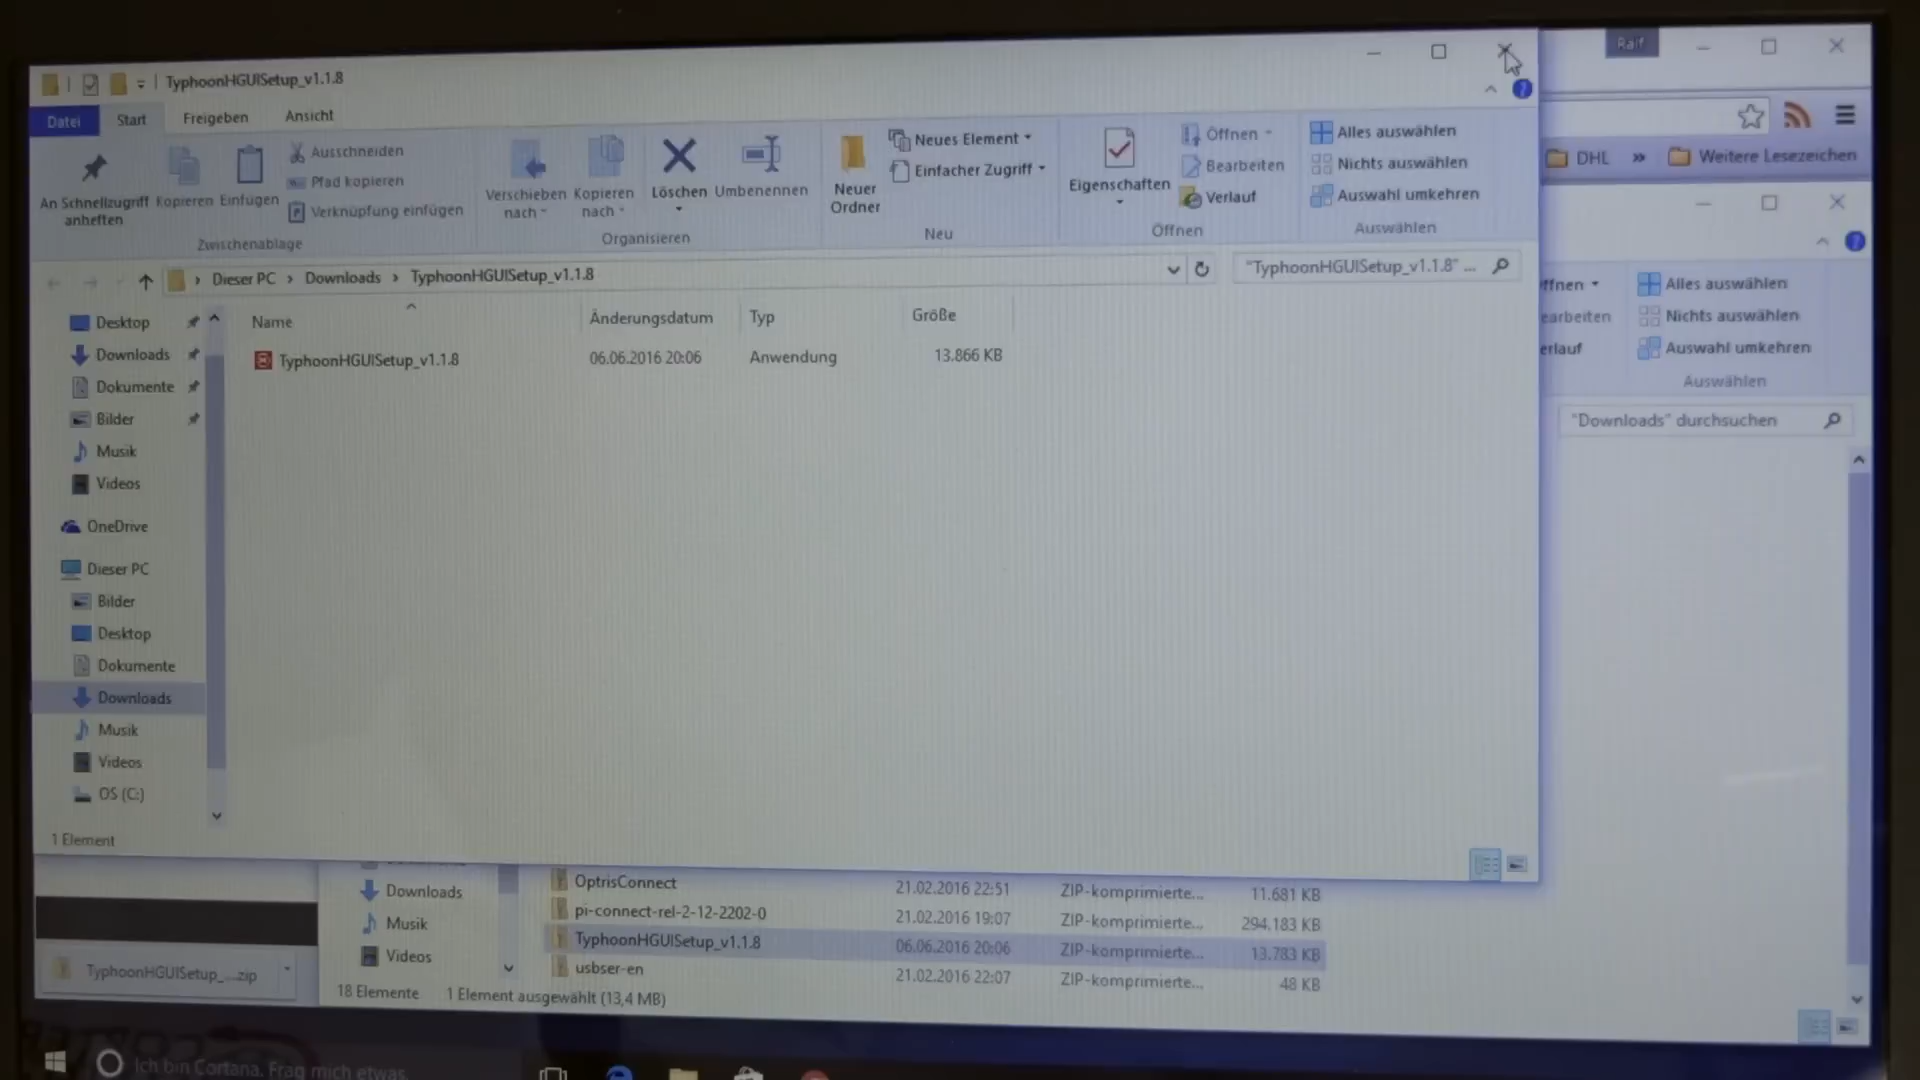 TyphoonHGUISetup_v1.1.8
Ralf
Datei Start Freigeben Ansicht
An Schnellzugriff anheften
Kopieren
Einfügen
Ausschneiden
Pfad kopieren
Verknüpfung einfügen
Zwischenablage
Verschieben nach
Kopieren nach
Löschen
Umbenennen
Organisieren
Neuer Ordner
Neues Element
Einfacher Zugriff
Neu
Eigenschaften
Öffnen
Bearbeiten
Verlauf
Öffnen
Alles auswählen
Nichts auswählen
Auswahl umkehren
Auswählen
DHL » Weitere Lesezeichen
Dieser PC › Downloads › TyphoonHGUISetup_v1.1.8
"TyphoonHGUISetup_v1.1.8" ...
Name Änderungsdatum Typ Größe
TyphoonHGUISetup_v1.1.8 06.06.2016 20:06 Anwendung 13.866 KB
Desktop
Downloads
Dokumente
Bilder
Musik
Videos
OneDrive
Dieser PC
Bilder
Desktop
Dokumente
Downloads
Musik
Videos
OS (C:)
1 Element
ffnen
earbeiten
erlauf
Alles auswählen
Nichts auswählen
Auswahl umkehren
Auswählen
"Downloads" durchsuchen
Downloads
Musik
Videos
OptrisConnect 21.02.2016 22:51 ZIP-komprimierte... 11.681 KB
pi-connect-rel-2-12-2202-0 21.02.2016 19:07 ZIP-komprimierte... 294.183 KB
TyphoonHGUISetup_v1.1.8 06.06.2016 20:06 ZIP-komprimierte... 13.783 KB
usbser-en 21.02.2016 22:07 ZIP-komprimierte... 48 KB
18 Elemente 1 Element ausgewählt (13,4 MB)
TyphoonHGUISetup_....zip
Ich bin Cortana. Frag mich etwas.